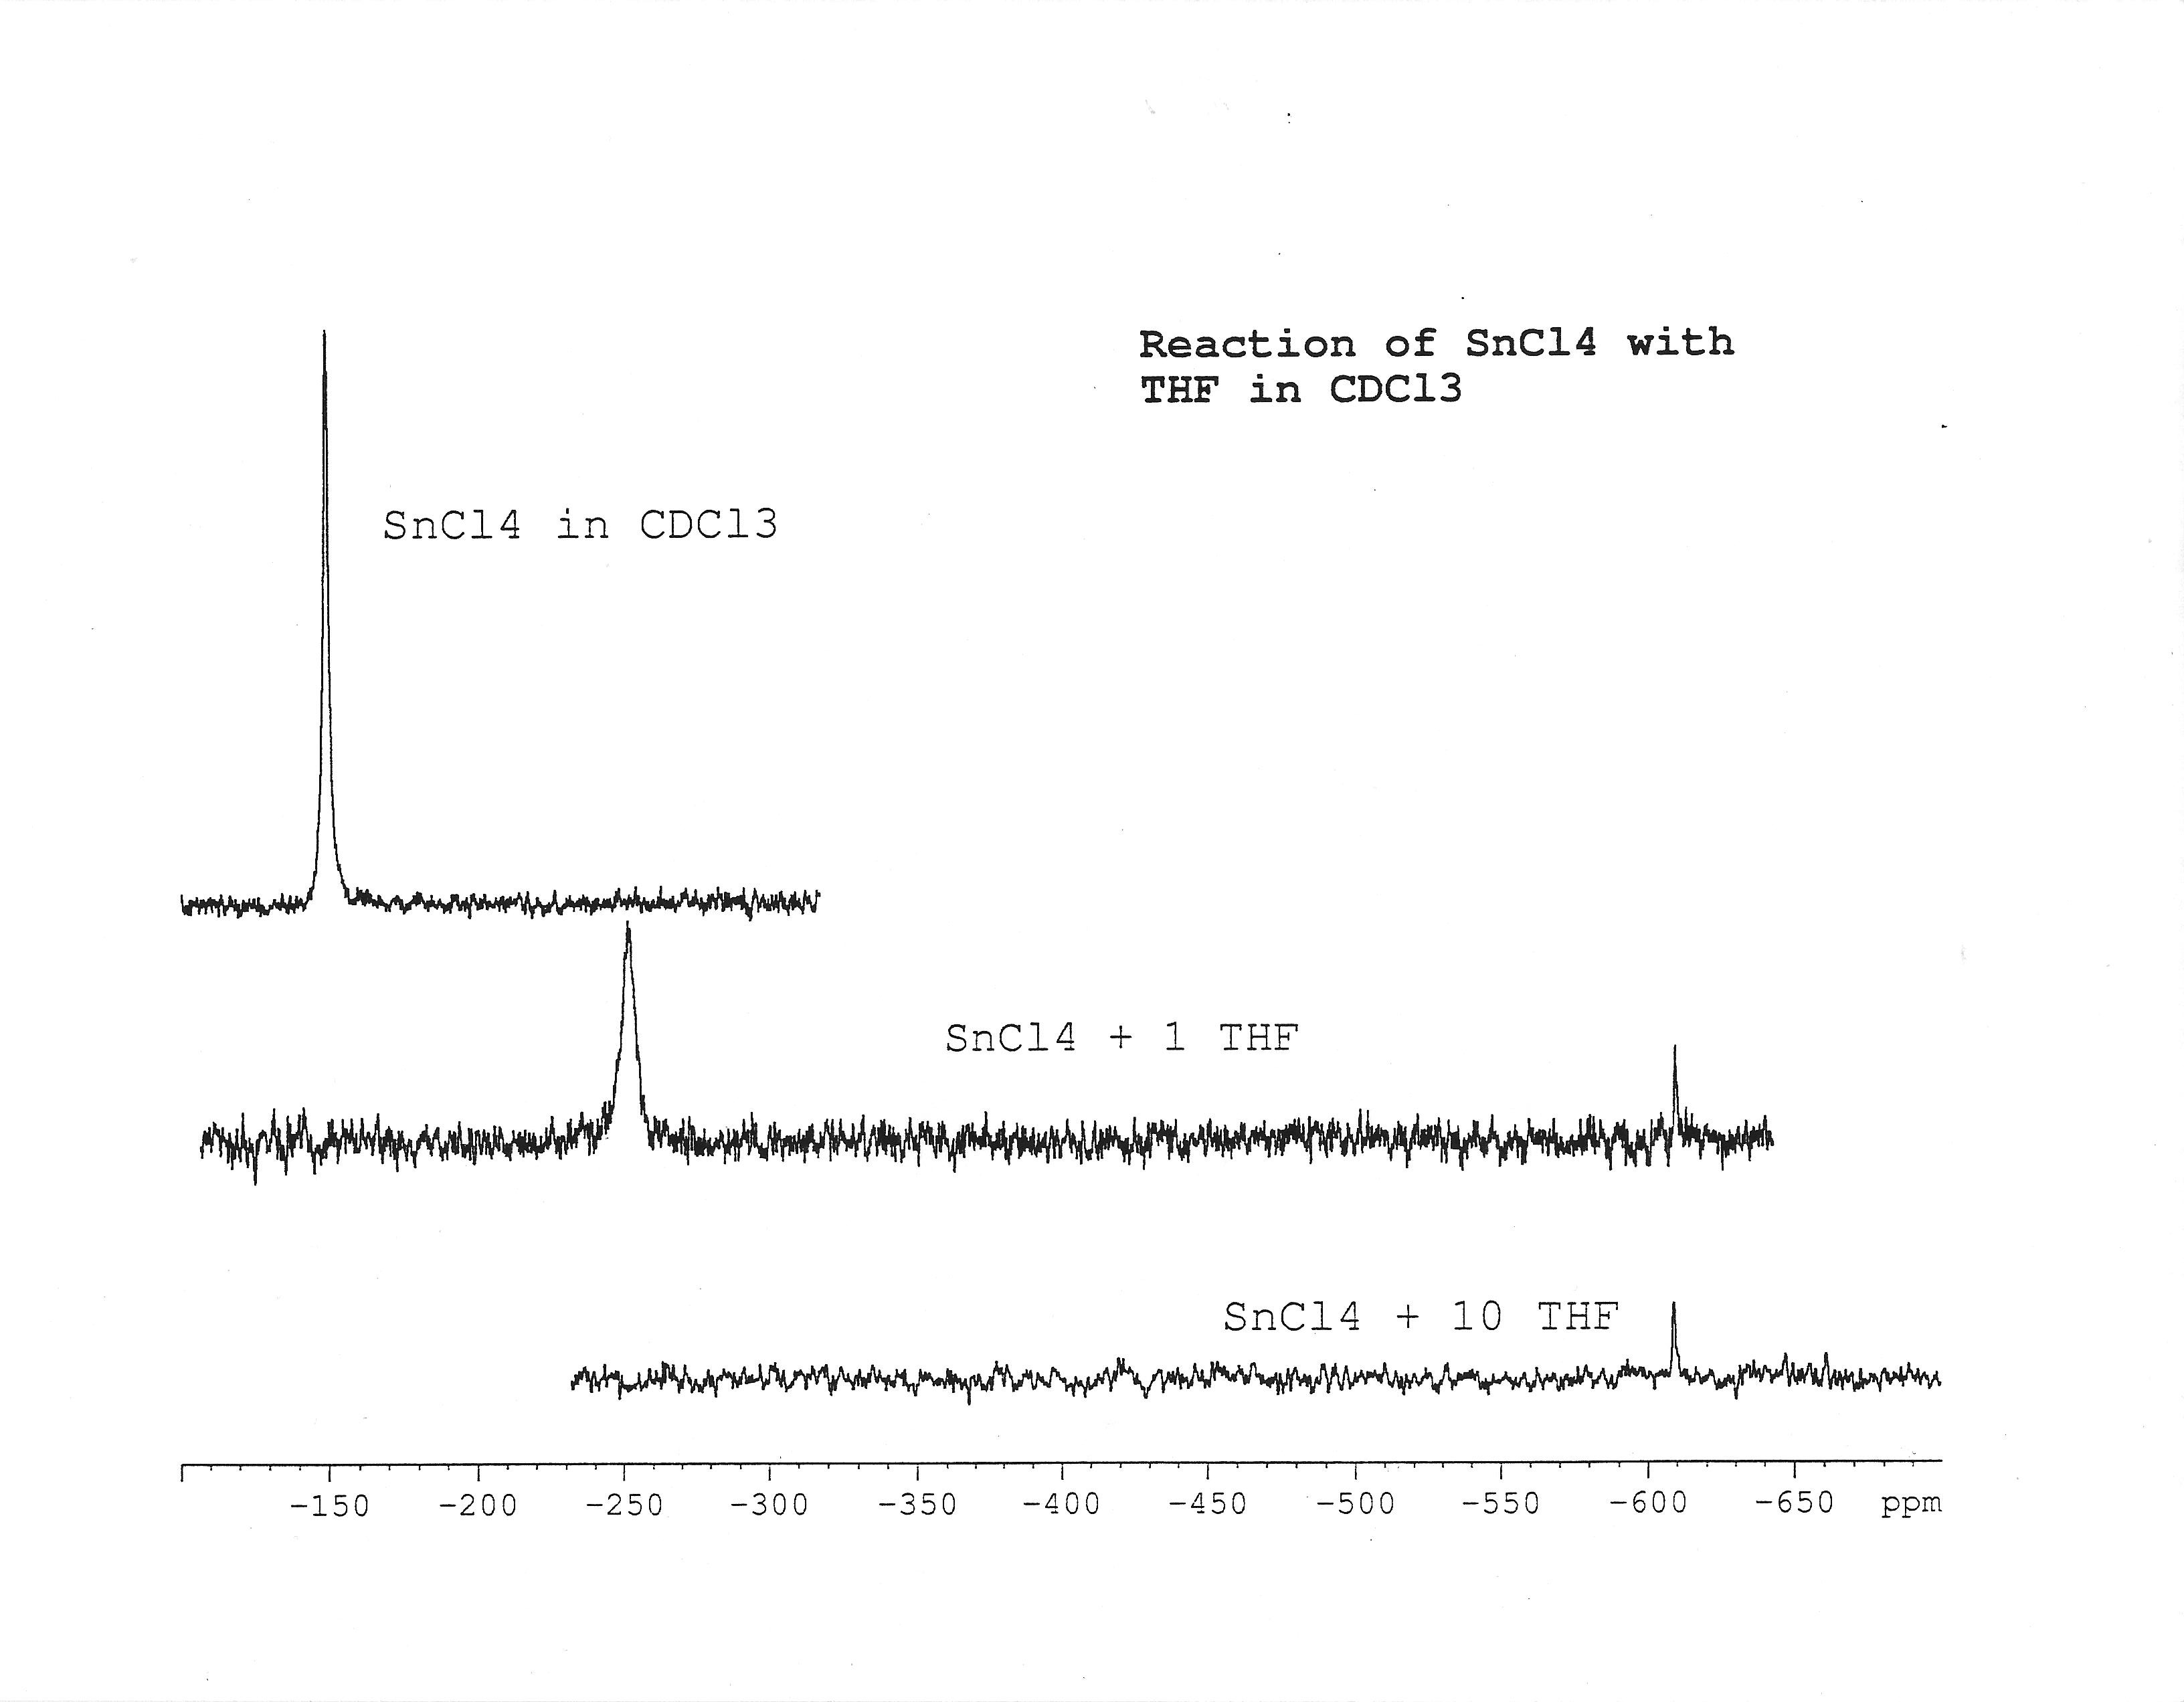 Reaction of SnCl4 with
THF in CDCl3
SnCl4 in CDCl3
SnCl4 + 1 THF
SnCl4 + 10 THF
-150 -200 -250 -300 -350 -400 -450 -500 -550 -600 -650 ppm